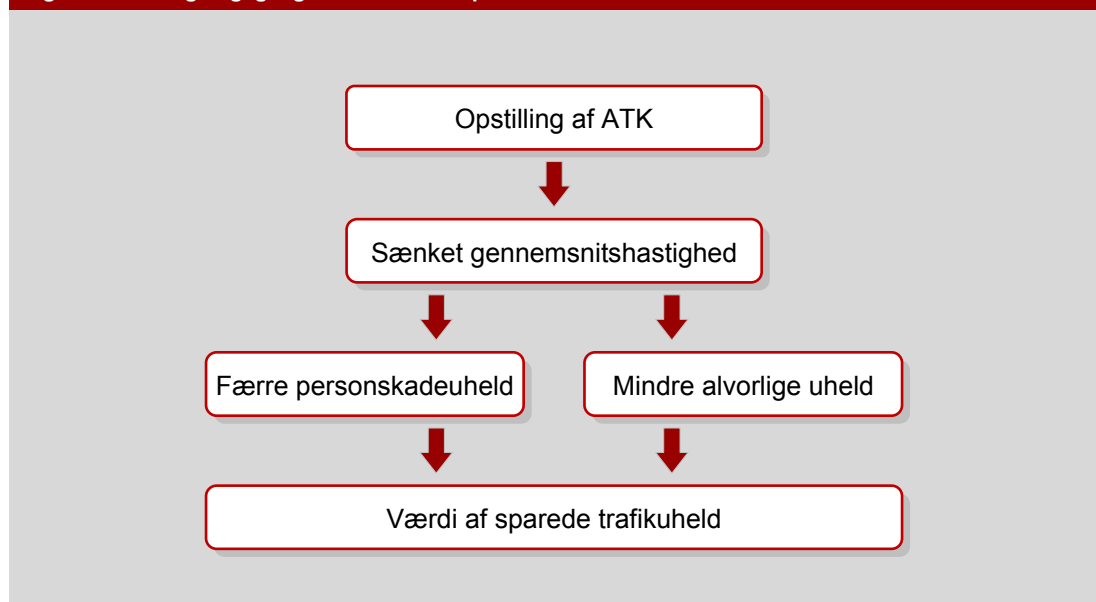 Opstilling af ATK
Sænket gennemsnitshastighed
Færre personskadeuheld
Mindre alvorlige uheld
Værdi af sparede trafikuheld